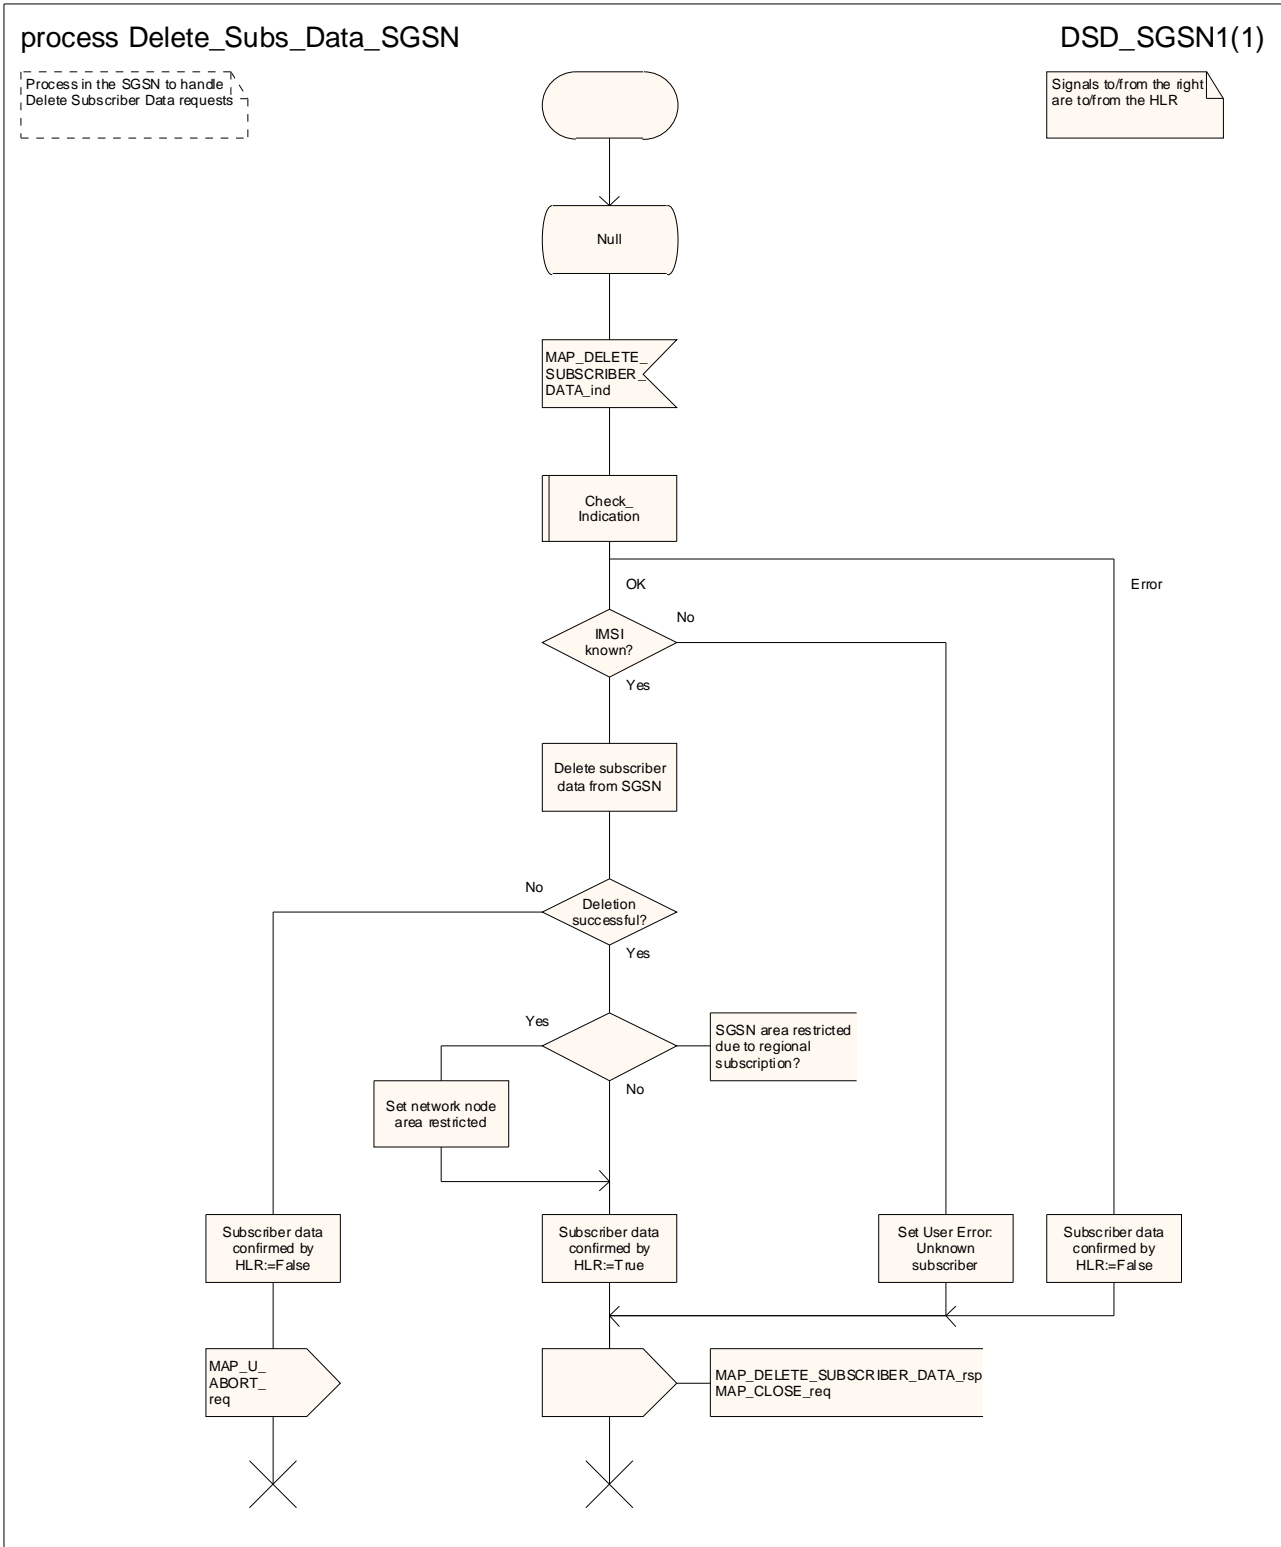 process Delete_Subs_Data_SGSN
DSD_SGSN1(1)
Process in the SGSN to handle
Delete Subscriber Data requests
Signals to/from the right
are to/from the HLR
Null
MAP_DELETE_
SUBSCRIBER_
DATA_ind
Check_
Indication
OK
Error
IMSI
known?
No
Yes
Delete subscriber
data from SGSN
No
Deletion
successful?
Yes
Yes
SGSN area restricted
due to regional
subscription?
No
Set network node
area restricted
Subscriber data
confirmed by
HLR:=False
Subscriber data
confirmed by
HLR:=True
Set User Error:
Unknown
subscriber
Subscriber data
confirmed by
HLR:=False
MAP_U_
ABORT_
req
MAP_DELETE_SUBSCRIBER_DATA_rsp
MAP_CLOSE_req